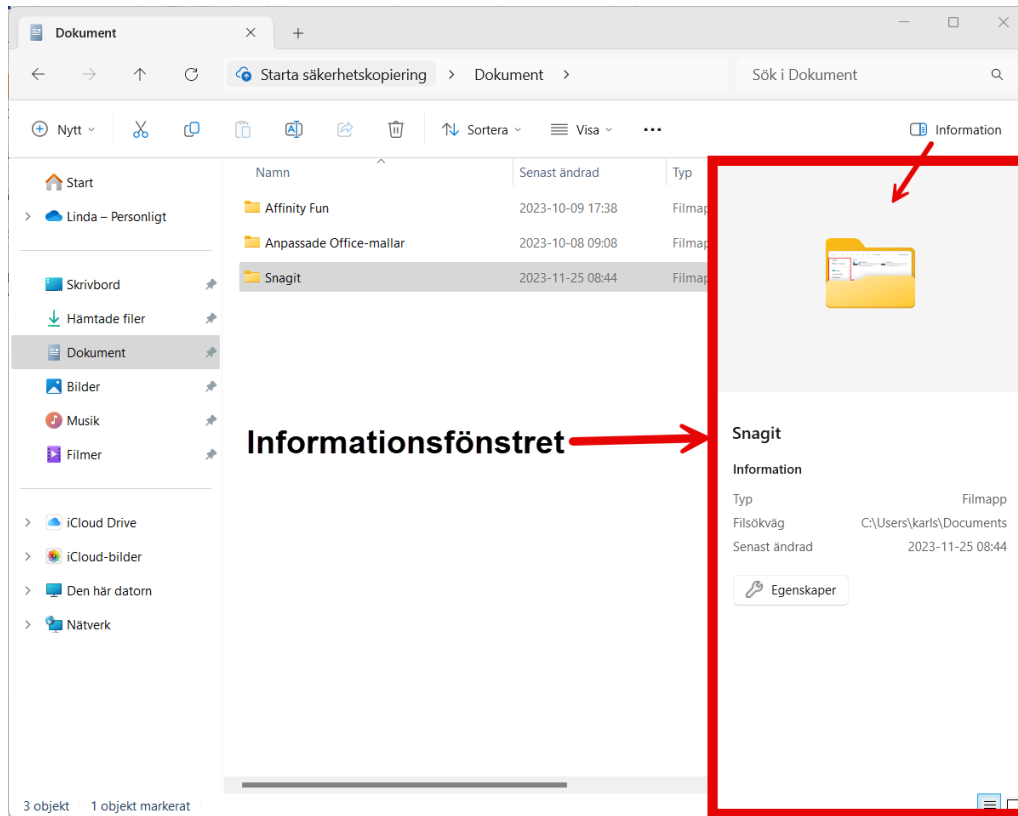 Dokument
Starta säkerhetskopiering > Dokument >
Sök i Dokument
Nytt
Sortera
Visa
Information
Start
Linda – Personligt
Skrivbord
Hämtade filer
Dokument
Bilder
Musik
Filmer
iCloud Drive
iCloud-bilder
Den här datorn
Nätverk
Namn Senast ändrad Typ
Affinity Fun 2023-10-09 17:38 Filmap
Anpassade Office-mallar 2023-10-08 09:08 Filmap
Snagit 2023-11-25 08:44 Filmap
Informationsfönstret
Snagit
Information
Typ Filmapp
Filsökväg C:\Users\karls\Documents
Senast ändrad 2023-11-25 08:44
Egenskaper
3 objekt 1 objekt markerat